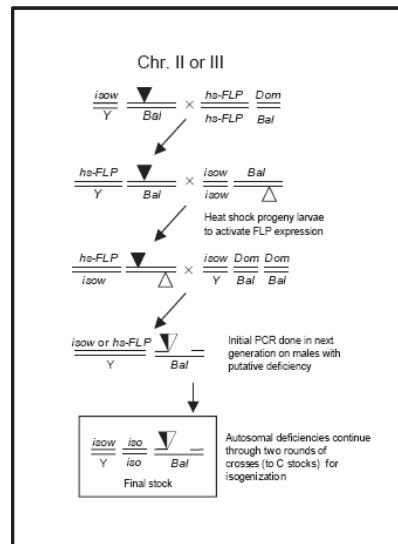 Chr. II or III
isow
Y
Bal
×
hs-FLP
hs-FLP
Dom
Bal
hs-FLP
Y
Bal
×
isow
isow
Bal
Heat shock progeny larvae
to activate FLP expression
hs-FLP
isow
×
isow
Y
Dom
Bal
Dom
Bal
isow or hs-FLP
Y
Bal
Initial PCR done in next
generation on males with
putative deficiency
isow
Y
iso
iso
Bal
Final stock
Autosomal deficiencies continue
through two rounds of
crosses (to C stocks) for
isogenization